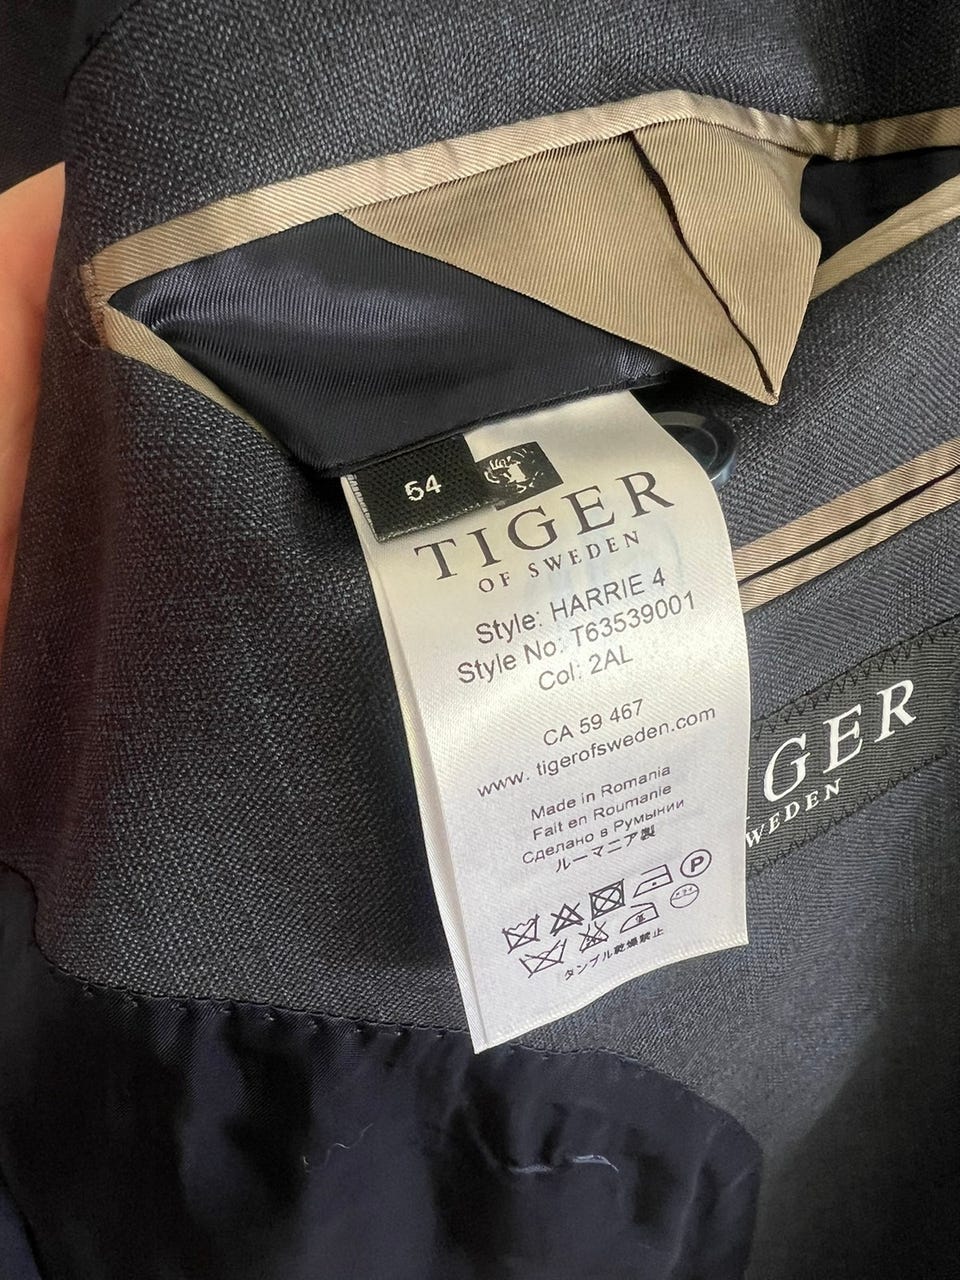 54
TIGER
OF SWEDEN
Style: HARRIE 4
Style No: T63539001
Col: 2AL
CA 59 467
www. tigerofsweden.com
Made in Romania
Fait en Roumanie
Сделано в Румынии
ルーマニア製
P
タンブル乾燥禁止
GER
WEDEN